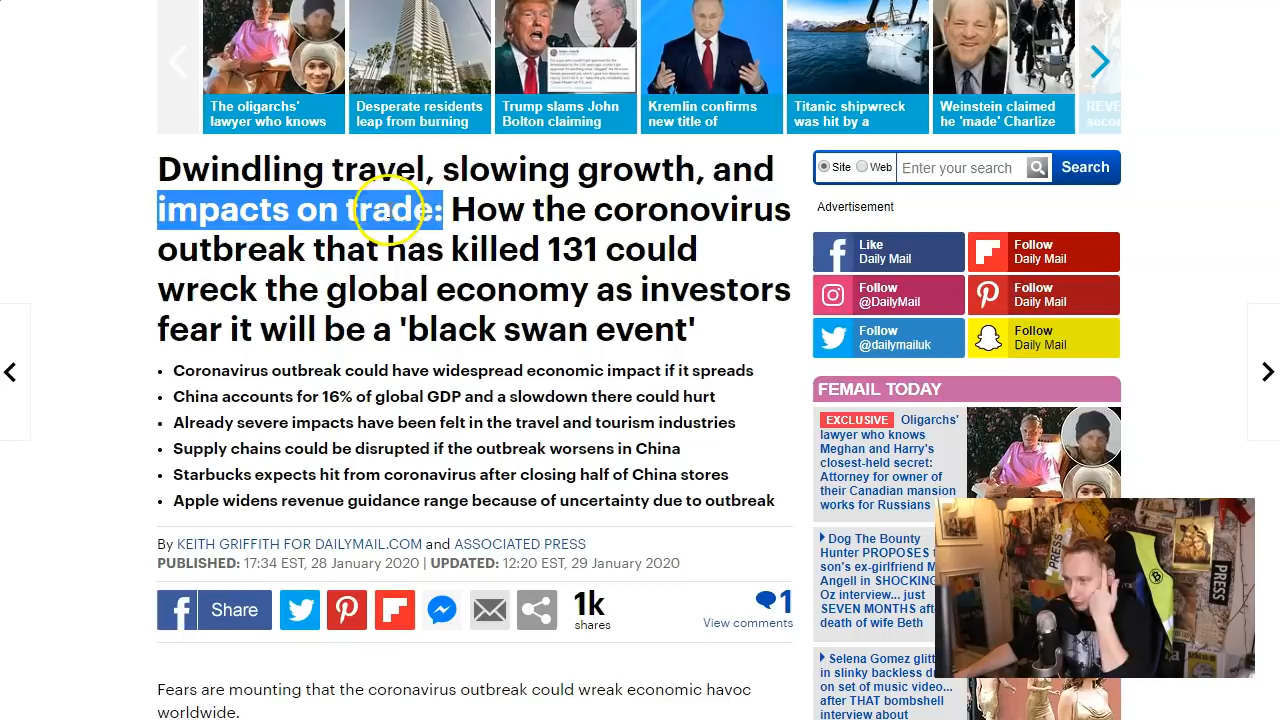 The oligarchs'
lawyer who knows
Desperate residents
leap from burning
Trump slams John
Bolton claiming
Kremlin confirms
new title of
Titanic shipwreck
was hit by a
Weinstein claimed
he 'made' Charlize
Dwindling travel, slowing growth, and
impacts on trade: How the coronovirus
outbreak that has killed 131 could
wreck the global economy as investors
fear it will be a 'black swan event'
• Coronavirus outbreak could have widespread economic impact if it spreads
• China accounts for 16% of global GDP and a slowdown there could hurt
• Already severe impacts have been felt in the travel and tourism industries
• Supply chains could be disrupted if the outbreak worsens in China
• Starbucks expects hit from coronavirus after closing half of China stores
• Apple widens revenue guidance range because of uncertainty due to outbreak
By KEITH GRIFFITH FOR DAILYMAIL.COM and ASSOCIATED PRESS
PUBLISHED: 17:34 EST, 28 January 2020 | UPDATED: 12:20 EST, 29 January 2020
Share
1k
shares
1
View comments
Fears are mounting that the coronavirus outbreak could wreak economic havoc
worldwide.
Site Web Enter your search Search
Advertisement
Like
Daily Mail
Follow
Daily Mail
Follow
@DailyMail
Follow
Daily Mail
Follow
@dailymailuk
Follow
Daily Mail
FEMAIL TODAY
EXCLUSIVE Oligarchs'
lawyer who knows
Meghan and Harry's
closest-held secret:
Attorney for owner of
their Canadian mansion
works for Russians
Dog The Bounty
Hunter PROPOSES
son's ex-girlfriend
Angell in SHOCKING
Oz interview... just
SEVEN MONTHS
death of wife Beth
Selena Gomez
in slinky backless
on set of music video...
after THAT bombshell
interview about
PRESS
PRESS